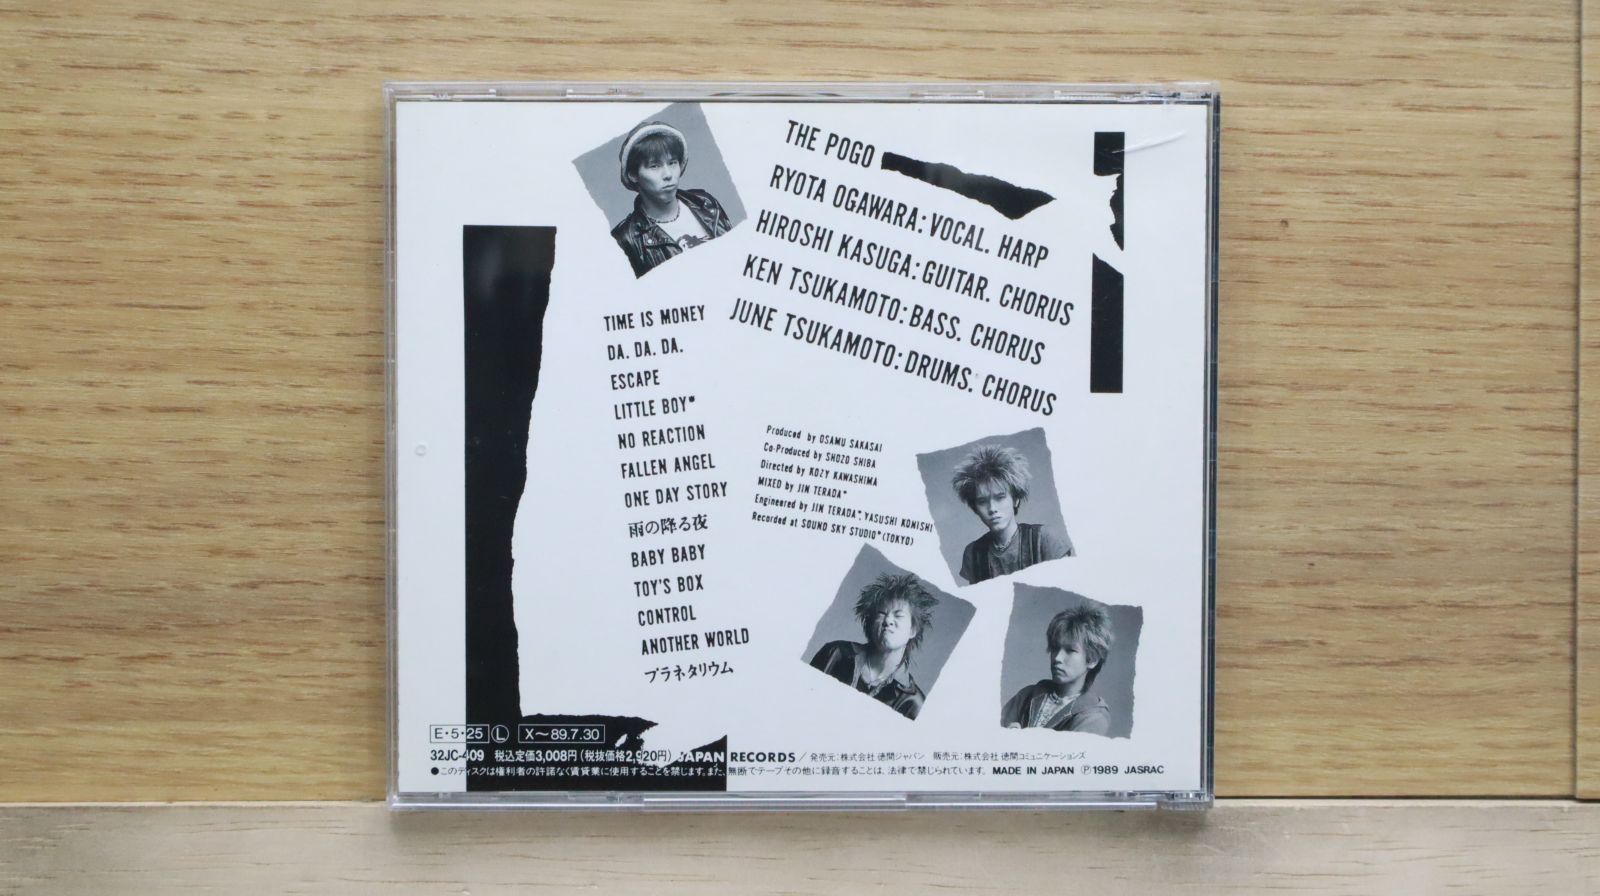 THE POGO
RYOTA OGAWARA: VOCAL. HARP
HIROSHI KASUGA: GUITAR. CHORUS
KEN TSUKAMOTO: BASS. CHORUS
JUNE TSUKAMOTO: DRUMS. CHORUS
TIME IS MONEY
DA. DA. DA.
ESCAPE
LITTLE BOY*
NO REACTION
FALLEN ANGEL
ONE DAY STORY
雨の降る夜
BABY BABY
TOY'S BOX
CONTROL
ANOTHER WORLD
プラネタリウム
Produced by OSAMU SAKASAI
Co-Produced by SHOZO SHIBA
Directed by KOZY KAWASHIMA
MIXED by JIN TERADA*
Engineered by JIN TERADA*, YASUSHI KONISHI
Recorded at SOUND SKY STUDIO* (TOKYO)
E・5・25 L X〜89.7.30
32JC-409 税込定価3,008円(税抜価格2,920円) JAPAN RECORDS / 発売元:株式会社 徳間ジャパン 販売元:株式会社 徳間コミュニケーションズ
●このディスクは権利者の許諾なく賃貸業に使用することを禁じます。また、無断でテープその他に録音することは、法律で禁じられています。 MADE IN JAPAN Ⓟ1989 JASRAC